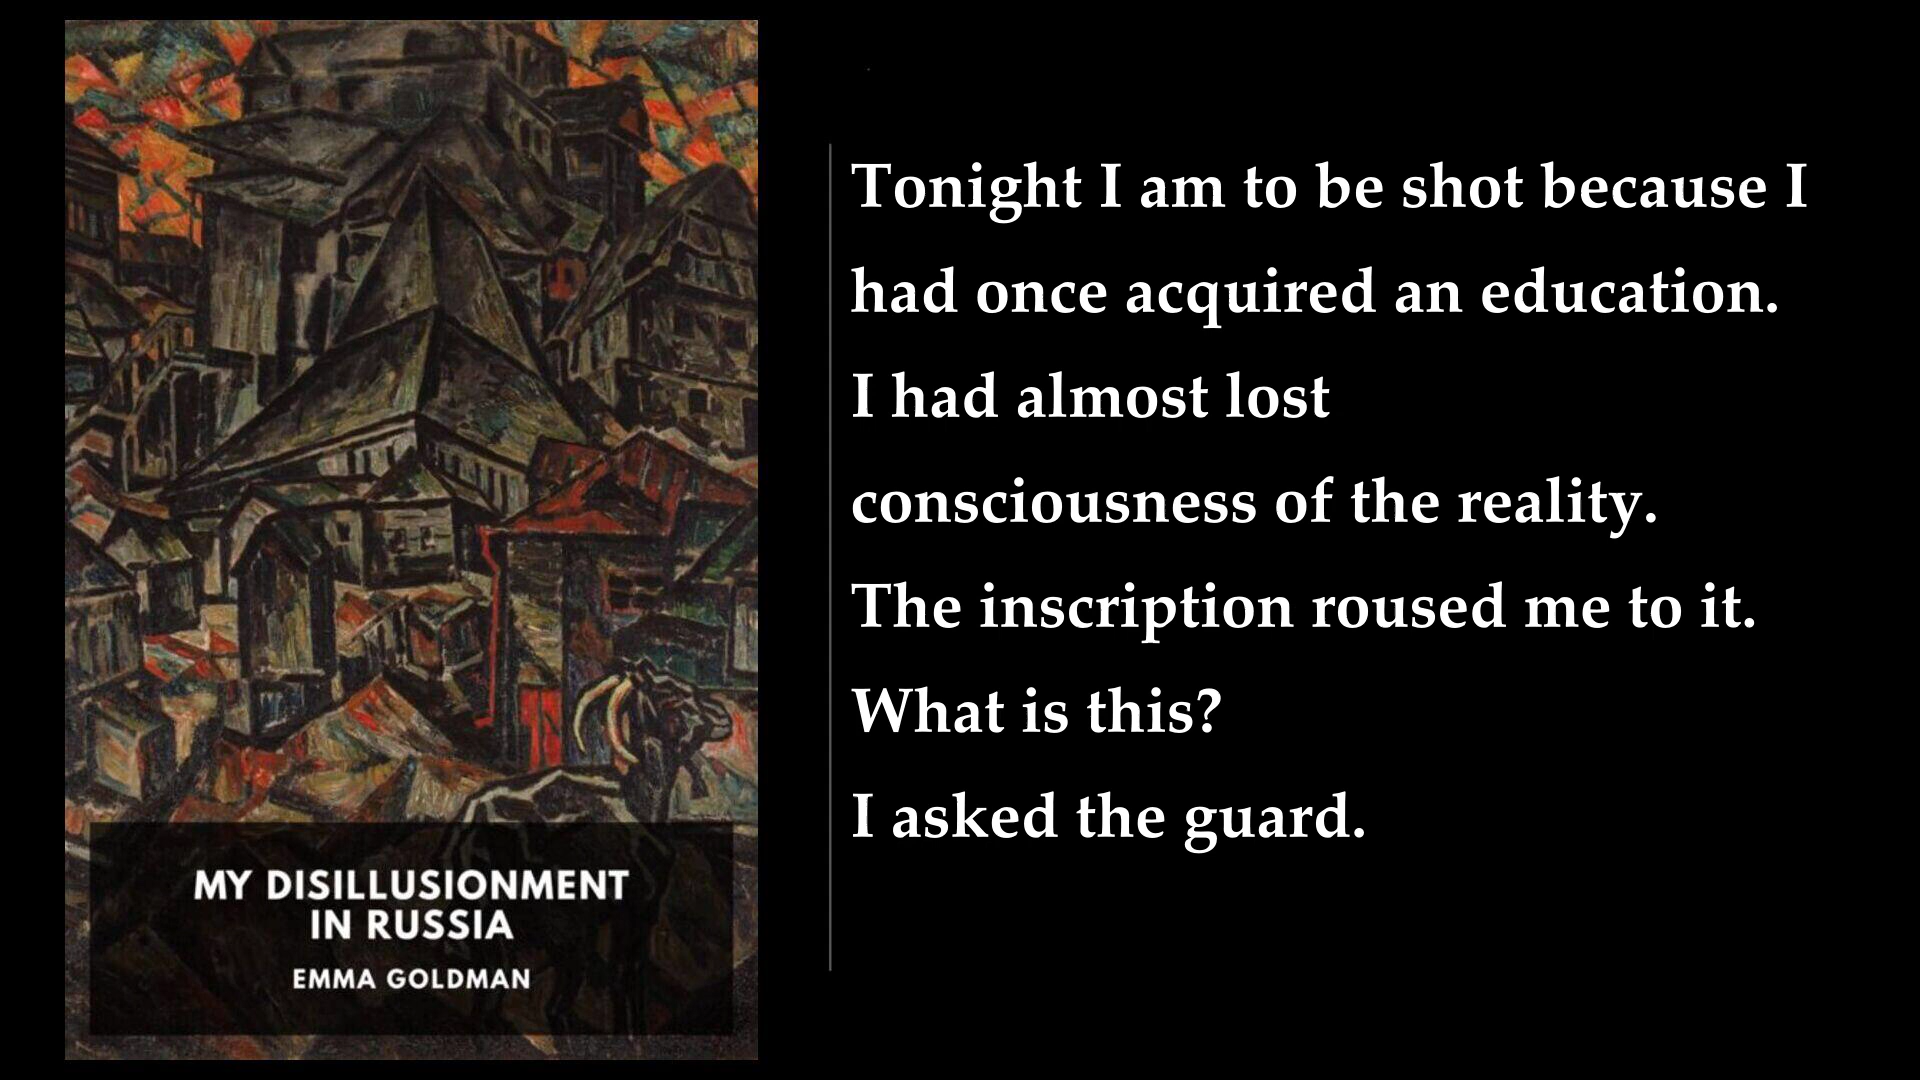 MY DISILLUSIONMENT
IN RUSSIA
EMMA GOLDMAN
Tonight I am to be shot because I
had once acquired an education.
I had almost lost
consciousness of the reality.
The inscription roused me to it.
What is this?
I asked the guard.